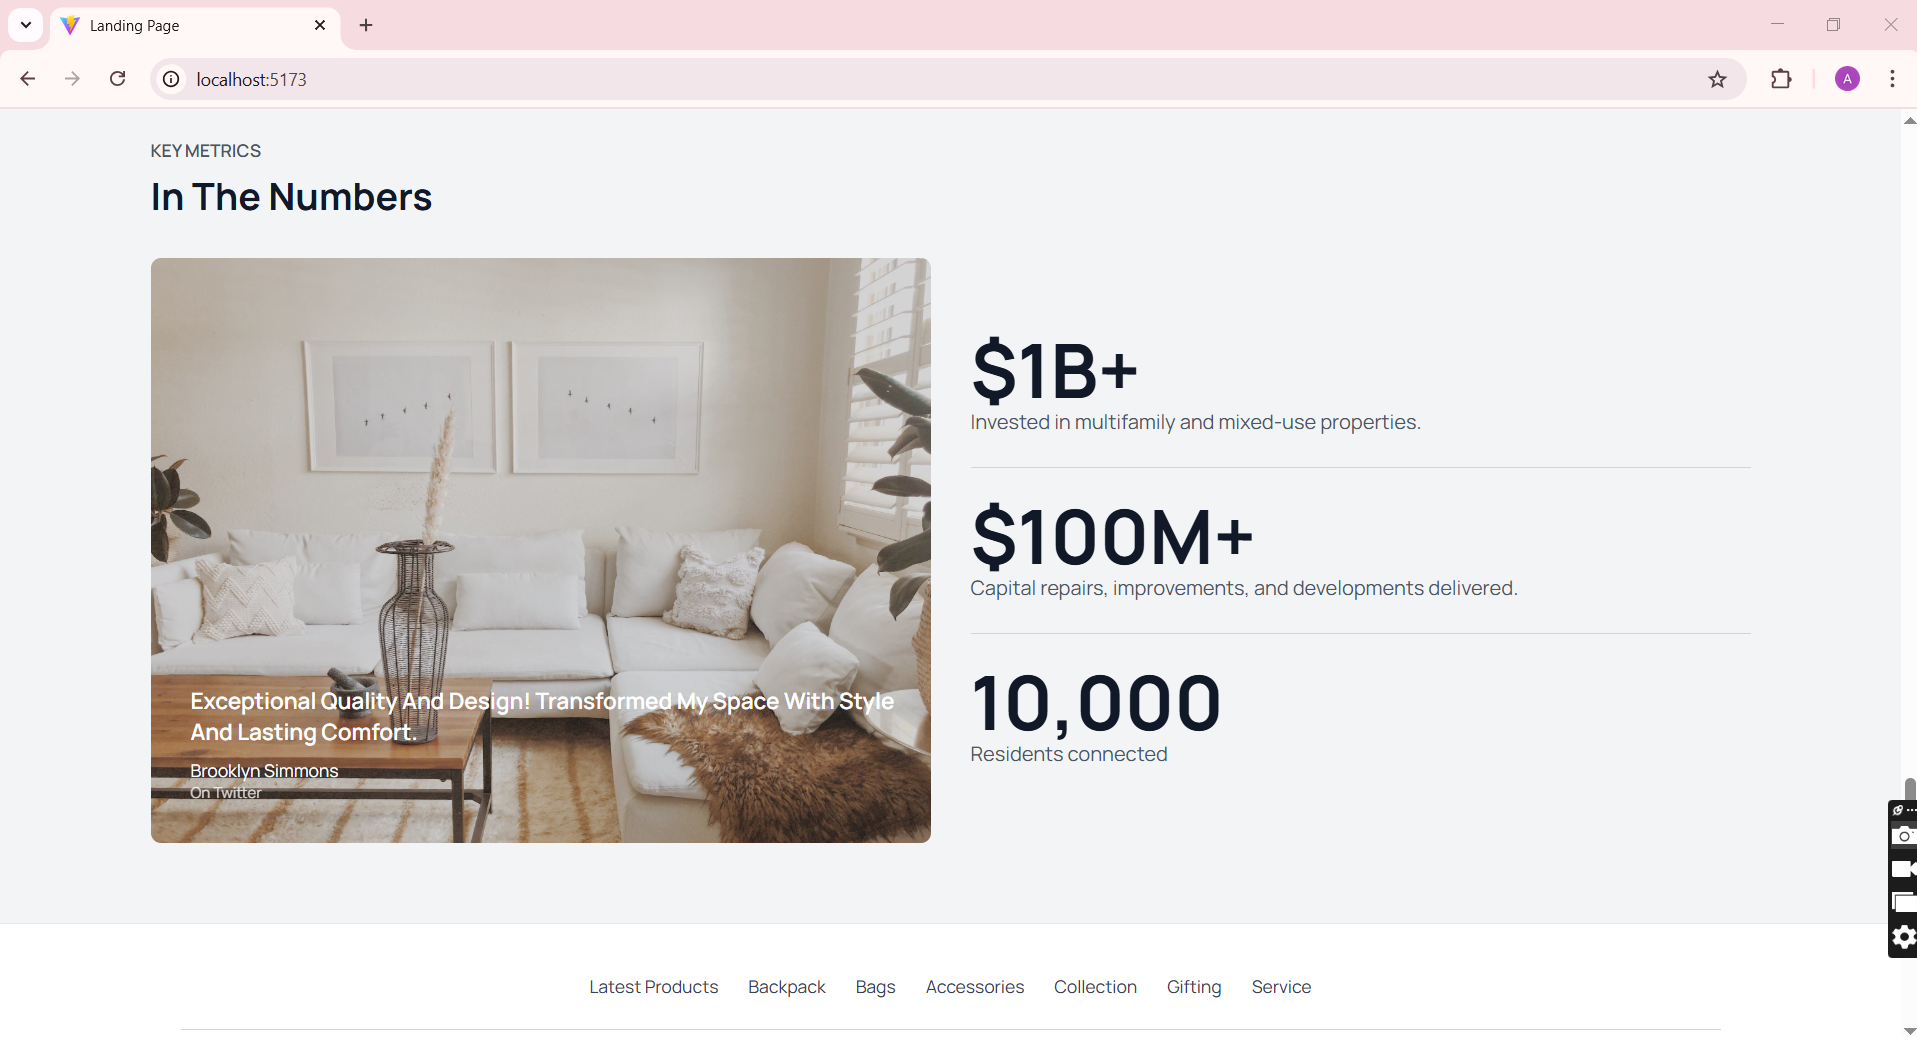 Landing Page
localhost:5173
A
KEY METRICS
In The Numbers
$1B+
Invested in multifamily and mixed-use properties.
$100M+
Capital repairs, improvements, and developments delivered.
10,000
Residents connected
Exceptional Quality And Design! Transformed My Space With Style
And Lasting Comfort.
Brooklyn Simmons
On Twitter
Latest Products Backpack Bags Accessories Collection Gifting Service